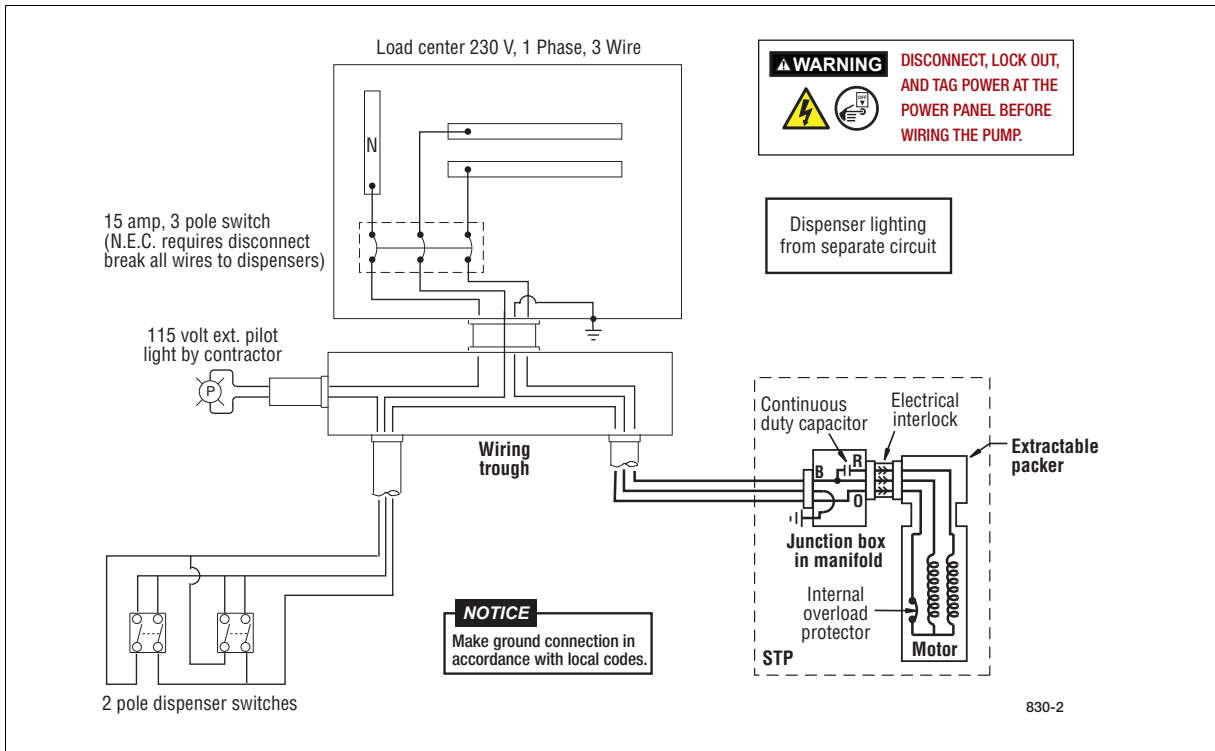 Load center 230 V, 1 Phase, 3 Wire
WARNING
DISCONNECT, LOCK OUT,
AND TAG POWER AT THE
POWER PANEL BEFORE
WIRING THE PUMP.
OFF
N
15 amp, 3 pole switch
(N.E.C. requires disconnect
break all wires to dispensers)
Dispenser lighting
from separate circuit
115 volt ext. pilot
light by contractor
P
Wiring
trough
Continuous
duty capacitor
Electrical
interlock
Extractable
packer
B
R
O
Junction box
in manifold
Internal
overload
protector
Motor
STP
NOTICE
Make ground connection in
accordance with local codes.
2 pole dispenser switches
830-2